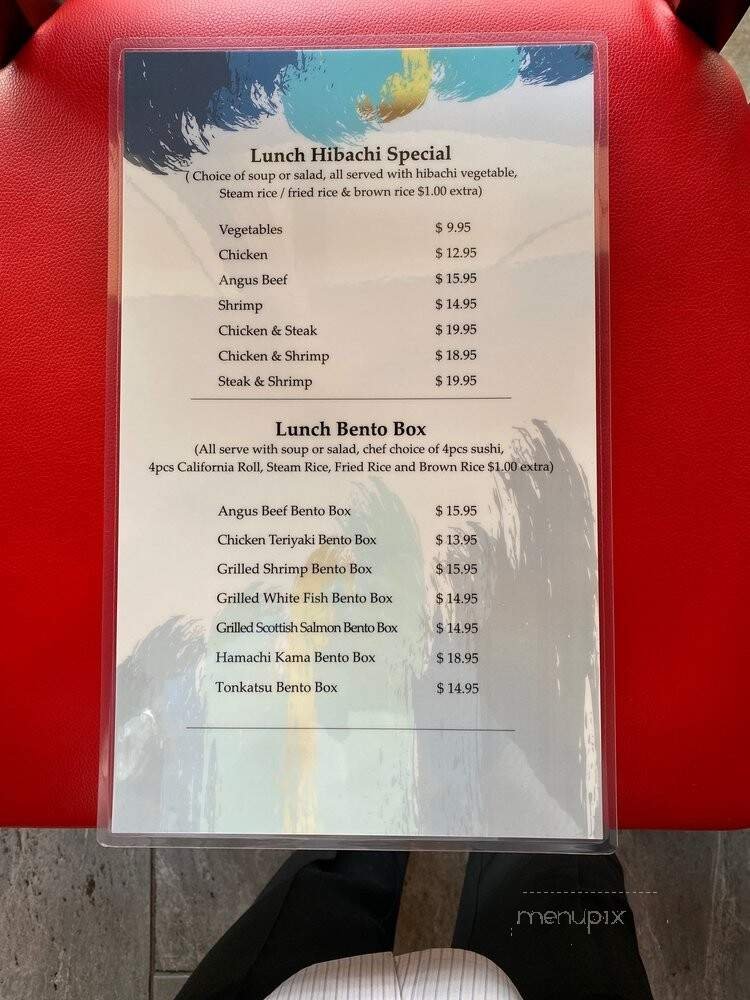 Lunch Hibachi Special
( Choice of soup or salad, all served with hibachi vegetable,
Steam rice / fried rice & brown rice $1.00 extra)
Vegetables $ 9.95
Chicken $ 12.95
Angus Beef $ 15.95
Shrimp $ 14.95
Chicken & Steak $ 19.95
Chicken & Shrimp $ 18.95
Steak & Shrimp $ 19.95
Lunch Bento Box
(All serve with soup or salad, chef choice of 4pcs sushi,
4pcs California Roll, Steam Rice, Fried Rice and Brown Rice $1.00 extra)
Angus Beef Bento Box $ 15.95
Chicken Teriyaki Bento Box $ 13.95
Grilled Shrimp Bento Box $ 15.95
Grilled White Fish Bento Box $ 14.95
Grilled Scottish Salmon Bento Box $ 14.95
Hamachi Kama Bento Box $ 18.95
Tonkatsu Bento Box $ 14.95
menupix